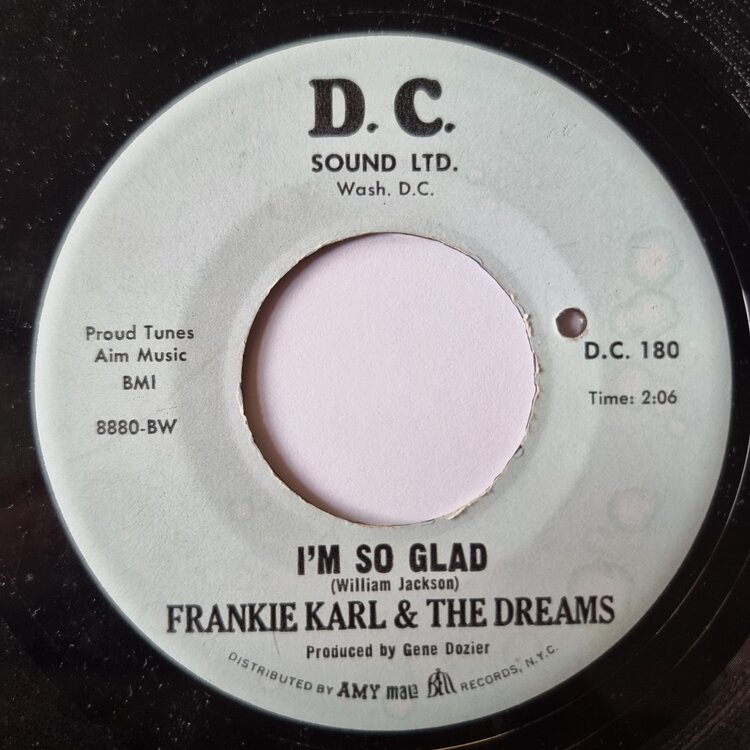 D. C.
SOUND LTD.
Wash. D.C.
Proud Tunes
Aim Music
BMI
8880-BW
D.C. 180
Time: 2:06
I'M SO GLAD
(William Jackson)
FRANKIE KARL & THE DREAMS
Produced by Gene Dozier
DISTRIBUTED BY AMY mala Bell RECORDS, N.Y.C.